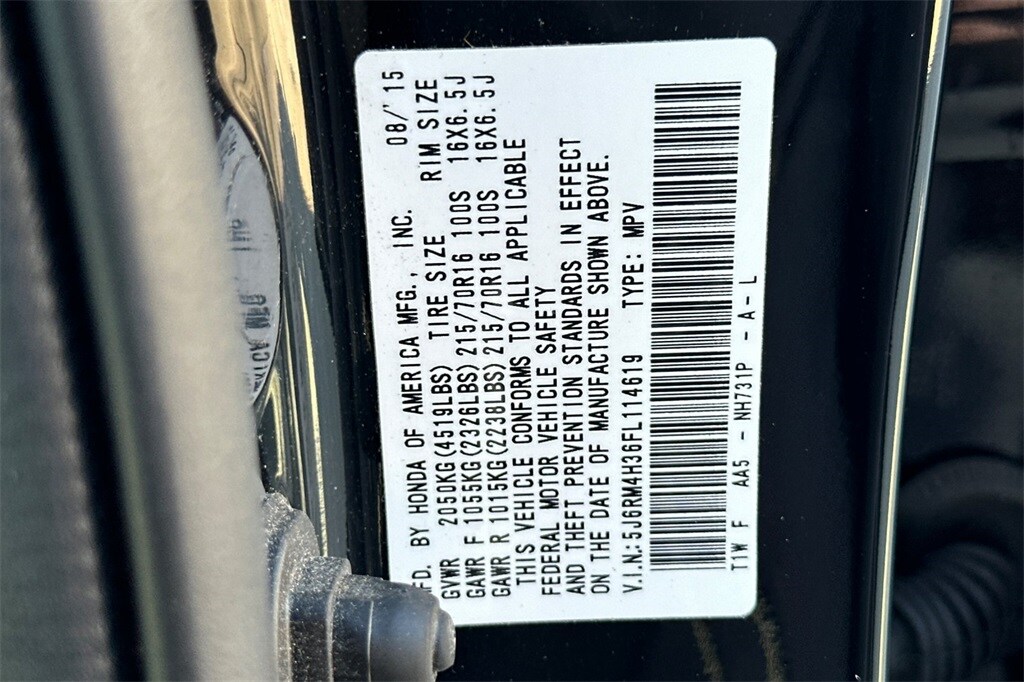 FD. BY HONDA OF AMERICA MFG., INC. 08/'15
GVWR 2050KG(4519LBS) TIRE SIZE RIM SIZE
GAWR F 1055KG(2326LBS)215/70R16 100S 16X6.5J
GAWR R 1015KG(2238LBS)215/70R16 100S 16X6.5J
THIS VEHICLE CONFORMS TO ALL APPLICABLE
FEDERAL MOTOR VEHICLE SAFETY
AND THEFT PREVENTION STANDARDS IN EFFECT
ON THE DATE OF MANUFACTURE SHOWN ABOVE.
V.I.N.:5J6RM4H36FL114619 TYPE: MPV
T1W F AA5 - NH731P - A - L